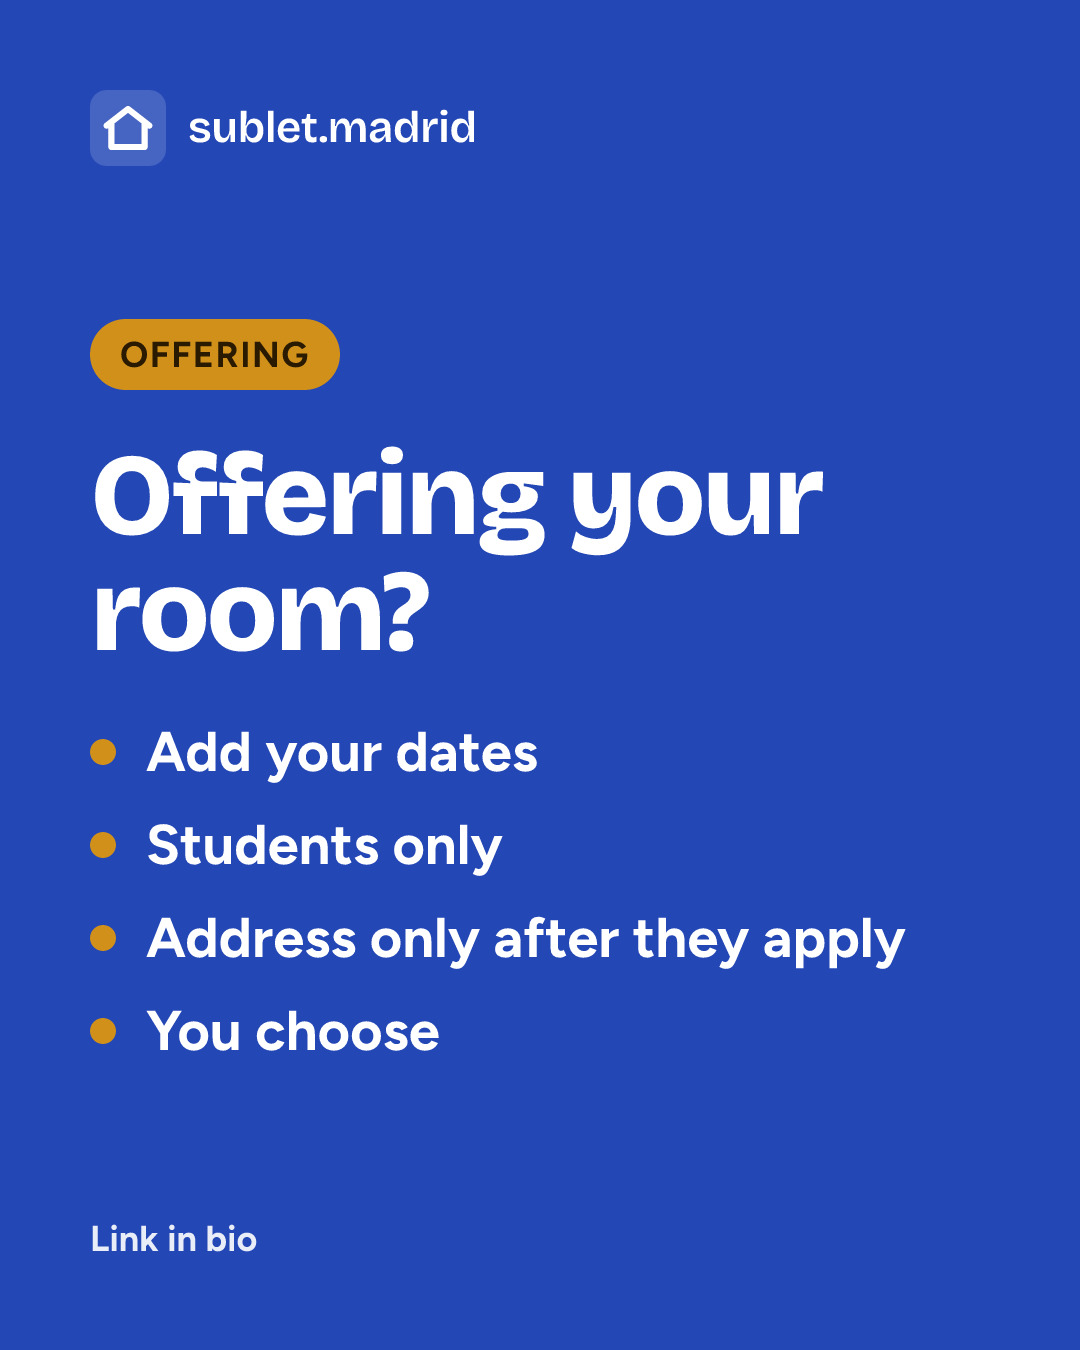 sublet.madrid
OFFERING
Offering your
room?
Add your dates
Students only
Address only after they apply
You choose
Link in bio